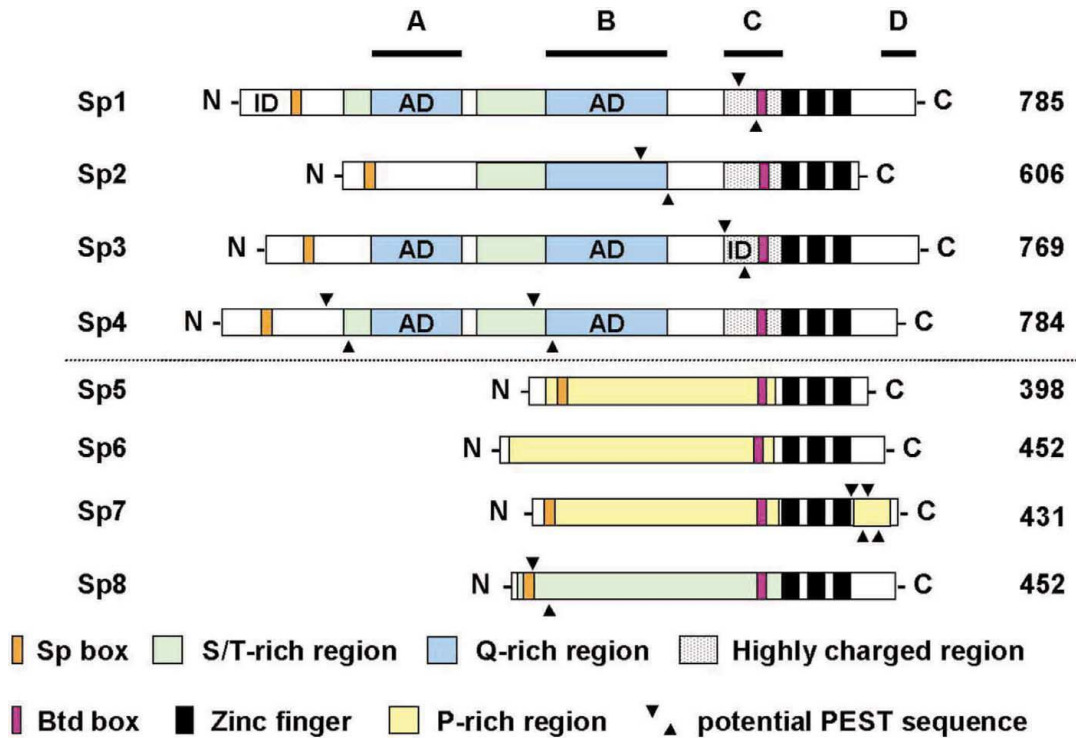 A B C D
Sp1 N - ID AD AD - C 785
Sp2 N - - C 606
Sp3 N - AD AD ID - C 769
Sp4 N - AD AD - C 784
Sp5 N - - C 398
Sp6 N - - C 452
Sp7 N - - C 431
Sp8 N - - C 452
Sp box S/T-rich region Q-rich region Highly charged region
Btd box Zinc finger P-rich region potential PEST sequence